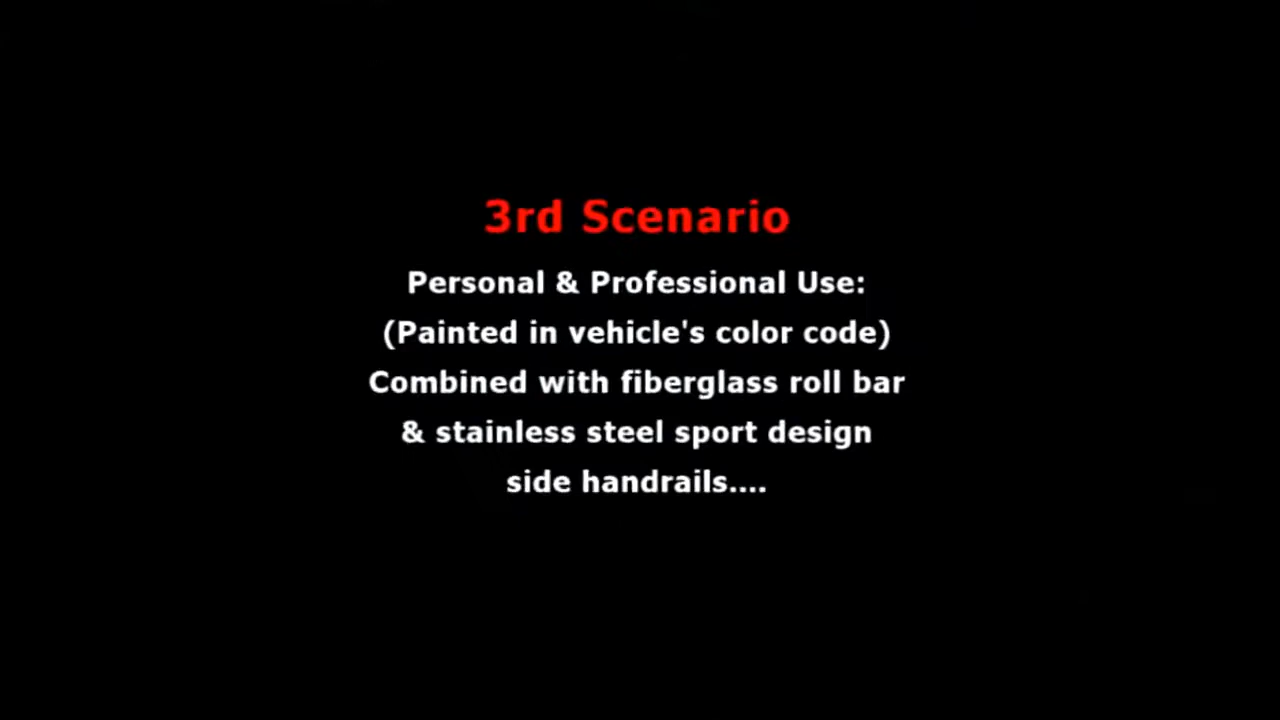 3rd Scenario
Personal & Professional Use:
(Painted in vehicle's color code)
Combined with fiberglass roll bar
& stainless steel sport design
side handrails....